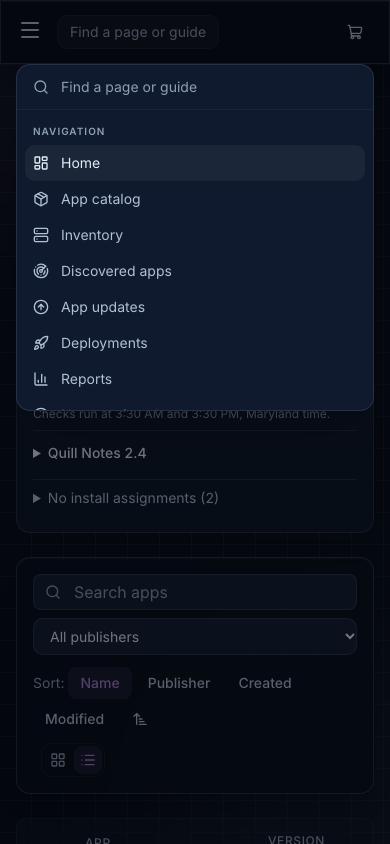 Find a page or guide
Find a page or guide
NAVIGATION
Home
App catalog
Inventory
Discovered apps
App updates
Deployments
Reports
Checks run at 3:30 AM and 3:30 PM, Maryland time.
Quill Notes 2.4
No install assignments (2)
Search apps
All publishers
Sort: Name Publisher Created
Modified
APP VERSION